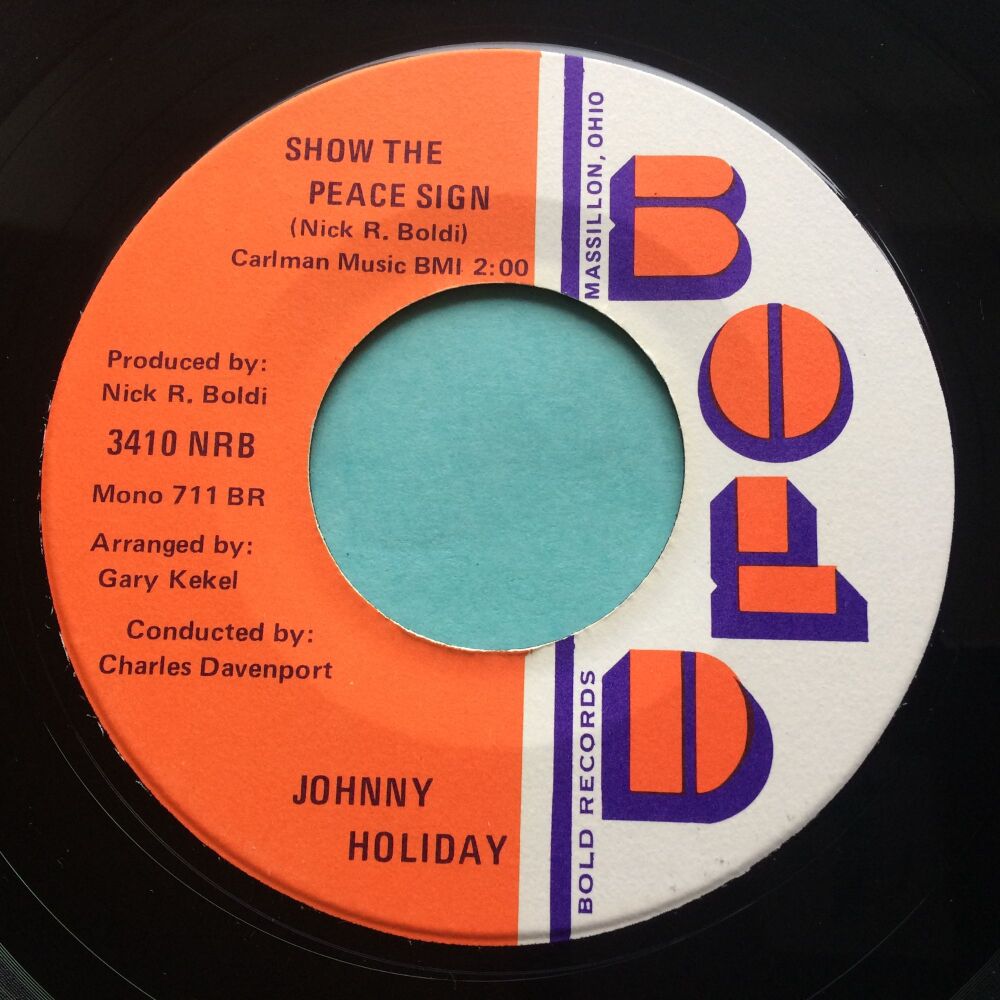 SHOW THE
PEACE SIGN
(Nick R. Boldi)
Carlman Music BMI 2:00
Produced by:
Nick R. Boldi
3410 NRB
Mono 711 BR
Arranged by:
Gary Kekel
Conducted by:
Charles Davenport
JOHNNY
HOLIDAY
MASSILLON, OHIO
BOLD RECORDS
BOLD